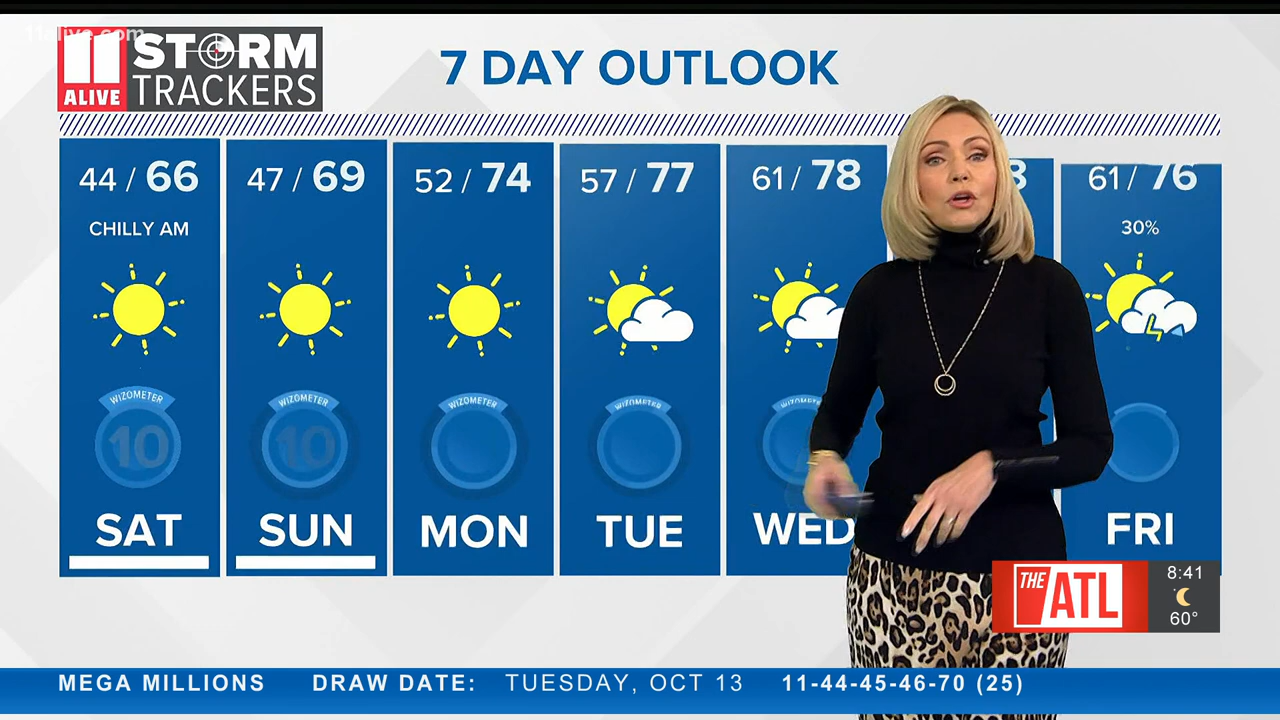 11alive.com
11 ALIVE
STORM
TRACKERS
7 DAY OUTLOOK
44 / 66
CHILLY AM
WIZOMETER
10
SAT
47 / 69
WIZOMETER
10
SUN
52 / 74
WIZOMETER
MON
57 / 77
WIZOMETER
TUE
61 / 78
WIZOMETER
WED
61 / 76
30%
FRI
THE ATL
8:41
60°
MEGA MILLIONS DRAW DATE: TUESDAY, OCT 13 11-44-45-46-70 (25)